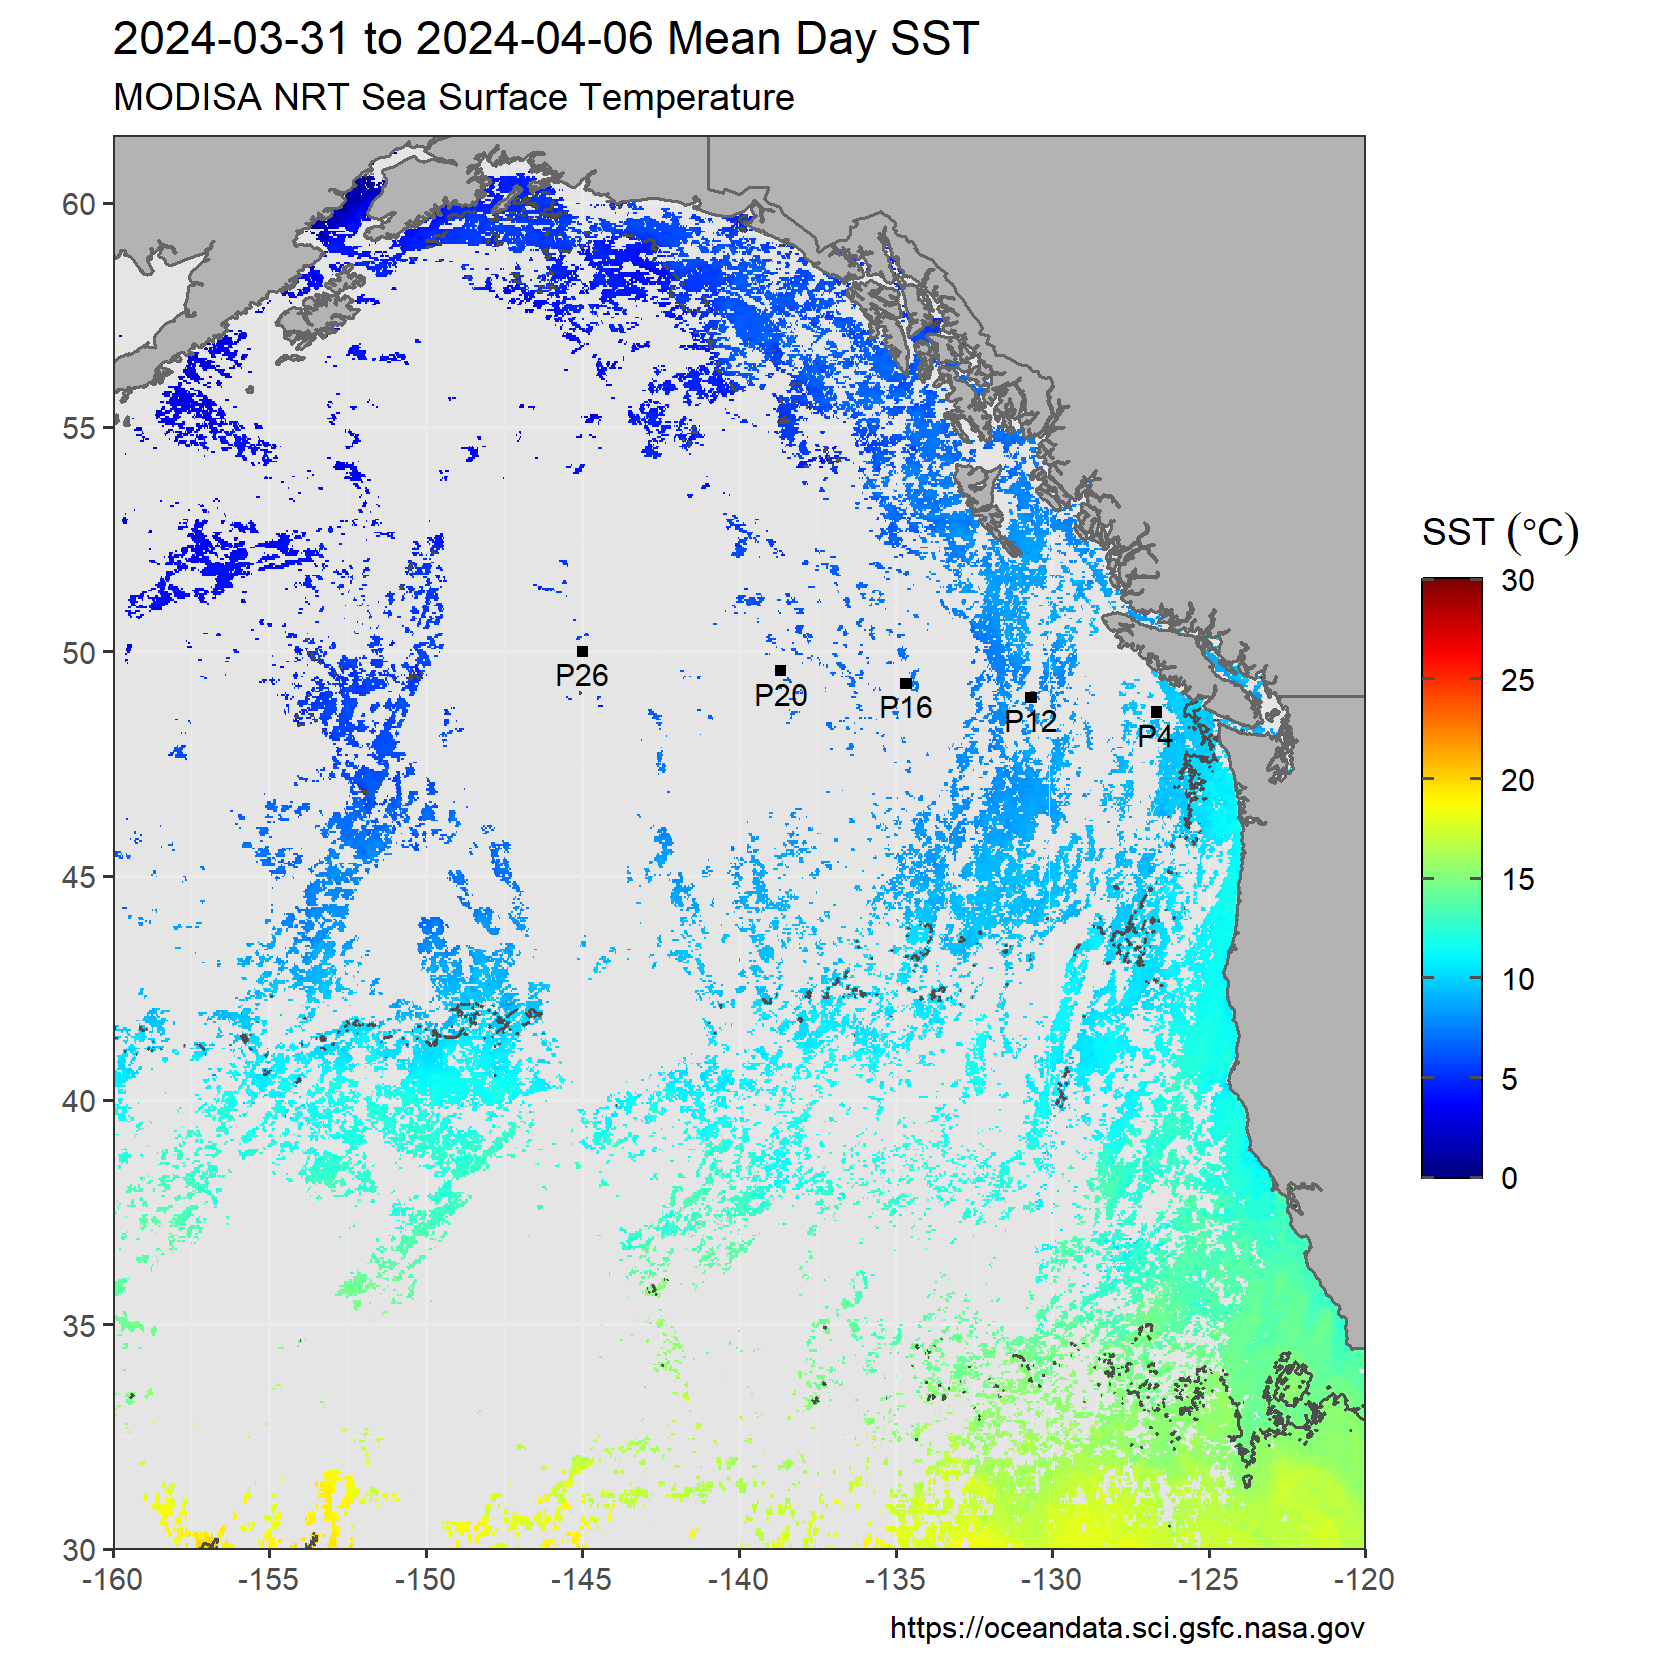 2024-03-31 to 2024-04-06 Mean Day SST
MODISA NRT Sea Surface Temperature
60
55
50
45
40
35
30
P26
P20
P16
P12
P4
-160
-155
-150
-145
-140
-135
-130
-125
-120
SST (°C)
30
25
20
15
10
5
0
https://oceandata.sci.gsfc.nasa.gov